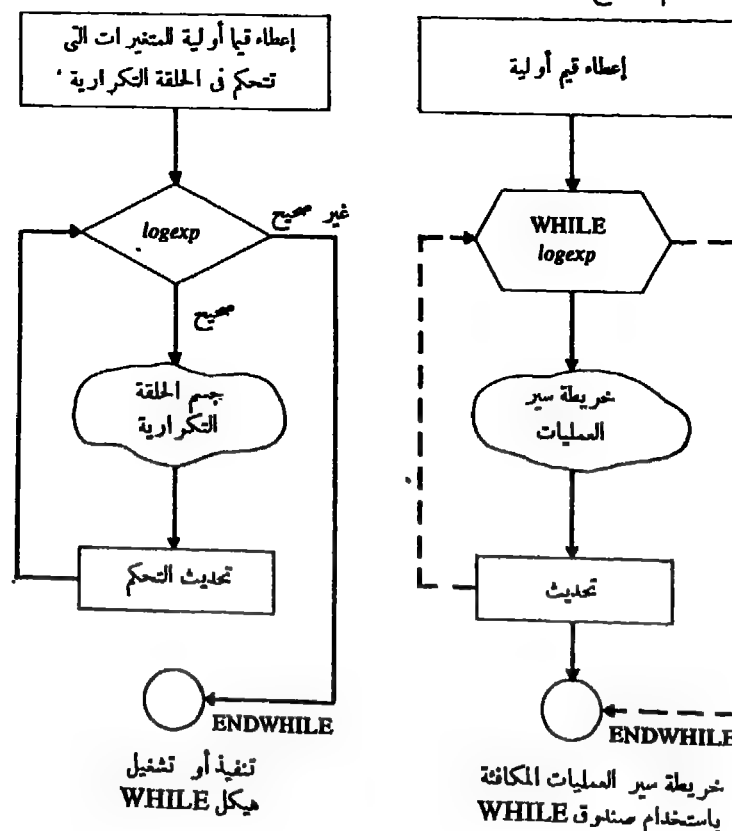 إعطاء قيما أولية للمتغيرات التى
تتحكم فى الحلقة التكرارية
logexp
غير صحيح
صحيح
جسم الحلقة
التكرارية
تحديث التحكم
ENDWHILE
تنفيذ أو تشغيل
هيكل WHILE
إعطاء قيم أولية
WHILE
logexp
خريطة سير
العمليات
تحديث
ENDWHILE
خريطة سير العمليات المكافئة
باستخدام صندوق WHILE